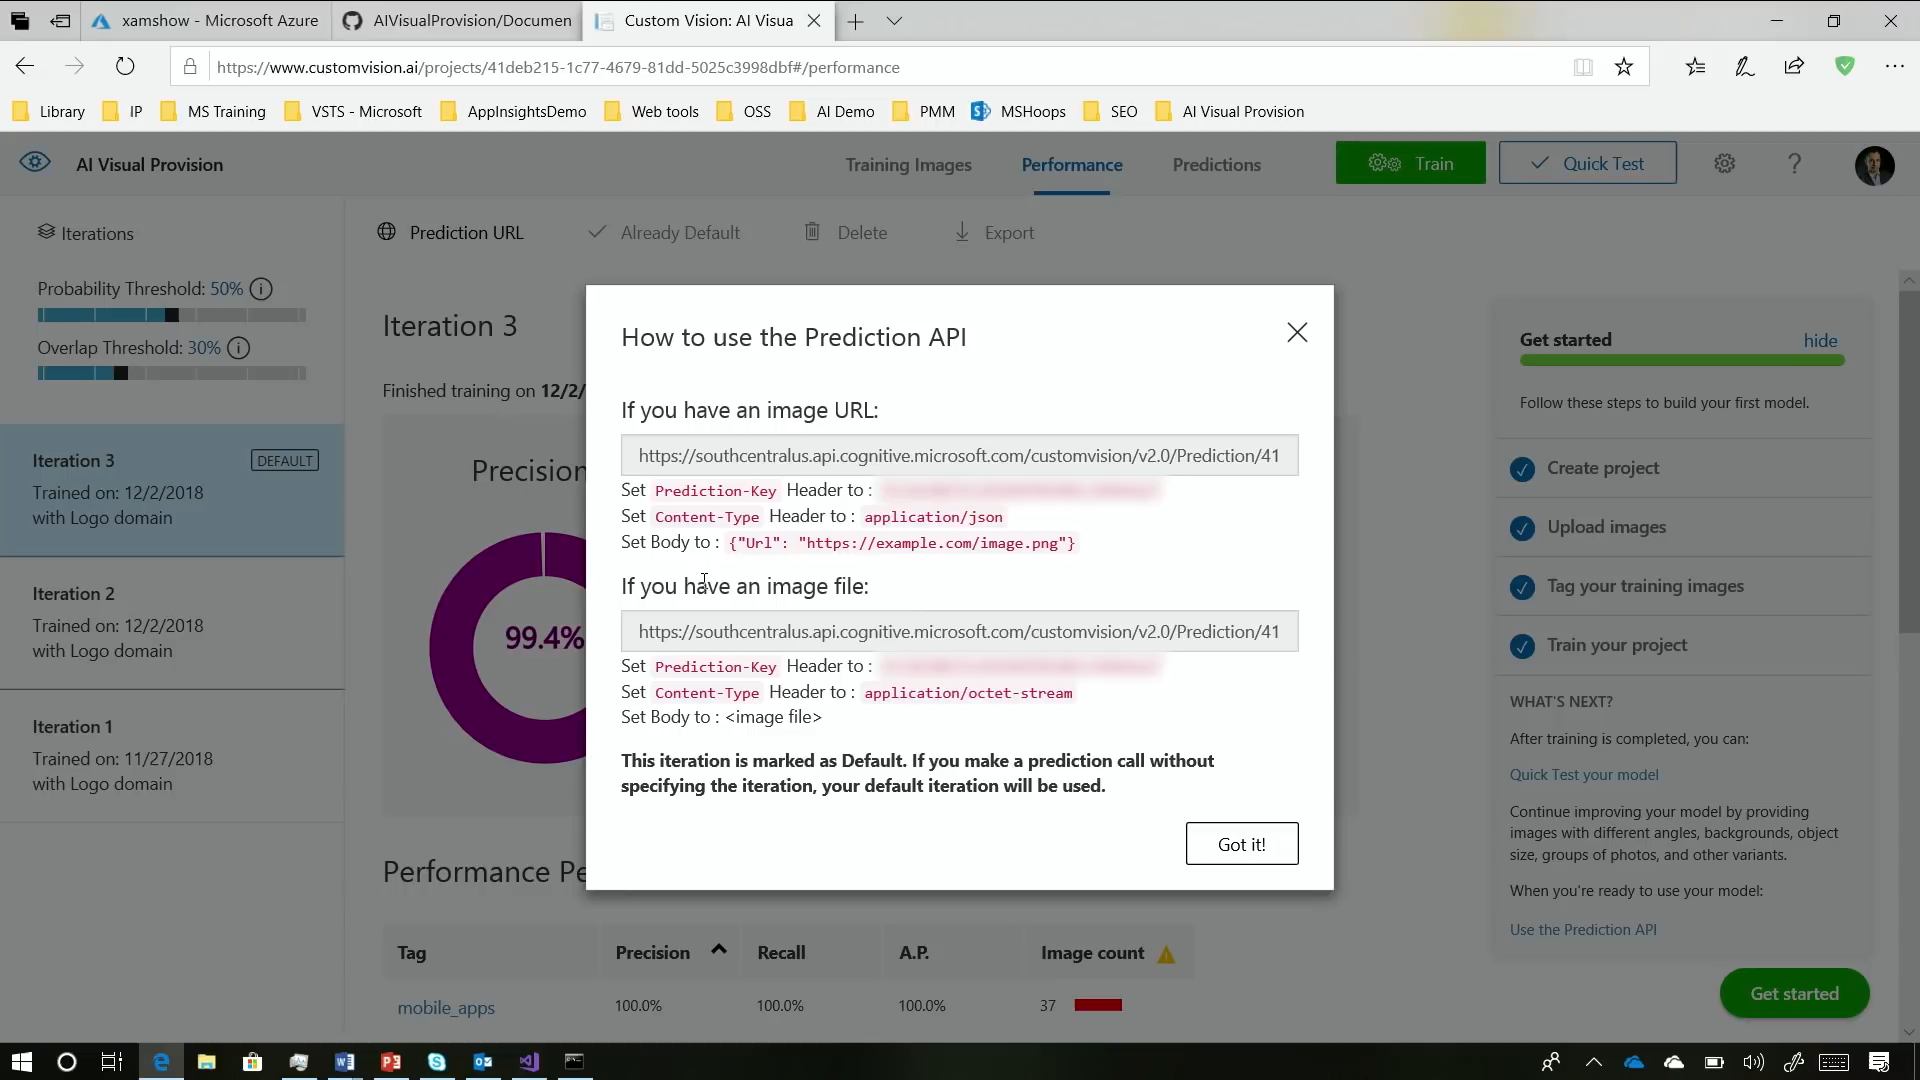 xamshow - Microsoft Azure
AIVisualProvision/Documen
Custom Vision: AI Visua
https://www.customvision.ai/projects/41deb215-1c77-4679-81dd-5025c3998dbf#/performance
Library
IP
MS Training
VSTS - Microsoft
AppInsightsDemo
Web tools
OSS
AI Demo
PMM
MSHoops
SEO
AI Visual Provision
AI Visual Provision
Training Images
Performance
Predictions
Train
Quick Test
Iterations
Prediction URL
Already Default
Delete
Export
Probability Threshold: 50%
Overlap Threshold: 30%
Iteration 3
DEFAULT
Trained on: 12/2/2018
with Logo domain
Iteration 2
Trained on: 12/2/2018
with Logo domain
Iteration 1
Trained on: 11/27/2018
with Logo domain
Iteration 3
Finished training on 12/2/
Precision
99.4%
How to use the Prediction API
If you have an image URL:
https://southcentralus.api.cognitive.microsoft.com/customvision/v2.0/Prediction/41
Set Prediction-Key Header to :
Set Content-Type Header to : application/json
Set Body to : {"Url": "https://example.com/image.png"}
If you have an image file:
https://southcentralus.api.cognitive.microsoft.com/customvision/v2.0/Prediction/41
Set Prediction-Key Header to :
Set Content-Type Header to : application/octet-stream
Set Body to : <image file>
This iteration is marked as Default. If you make a prediction call without
specifying the iteration, your default iteration will be used.
Got it!
Get started
hide
Follow these steps to build your first model.
Create project
Upload images
Tag your training images
Train your project
WHAT'S NEXT?
After training is completed, you can:
Quick Test your model
Continue improving your model by providing
images with different angles, backgrounds, object
size, groups of photos, and other variants.
When you're ready to use your model:
Use the Prediction API
Get started
Performance Pe
Tag
Precision
Recall
A.P.
Image count
mobile_apps
100.0%
100.0%
100.0%
37